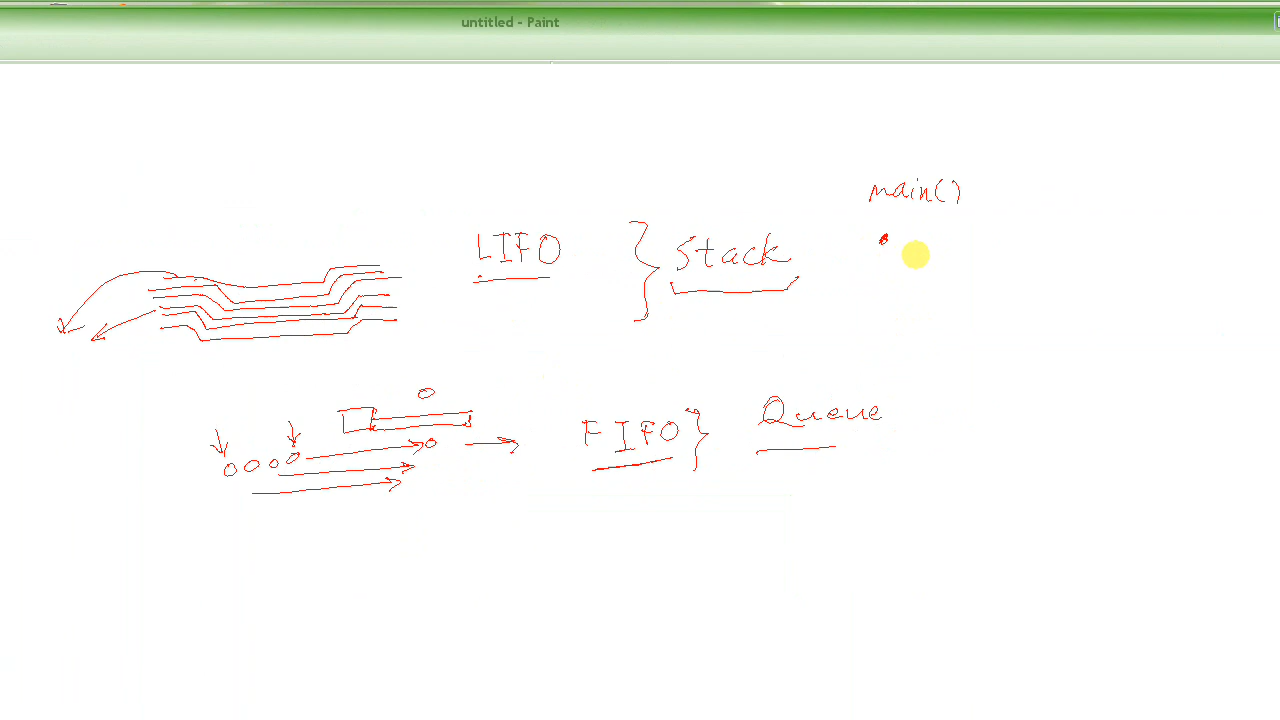 untitled - Paint
main()
LIFO } Stack
FIFO } Queue